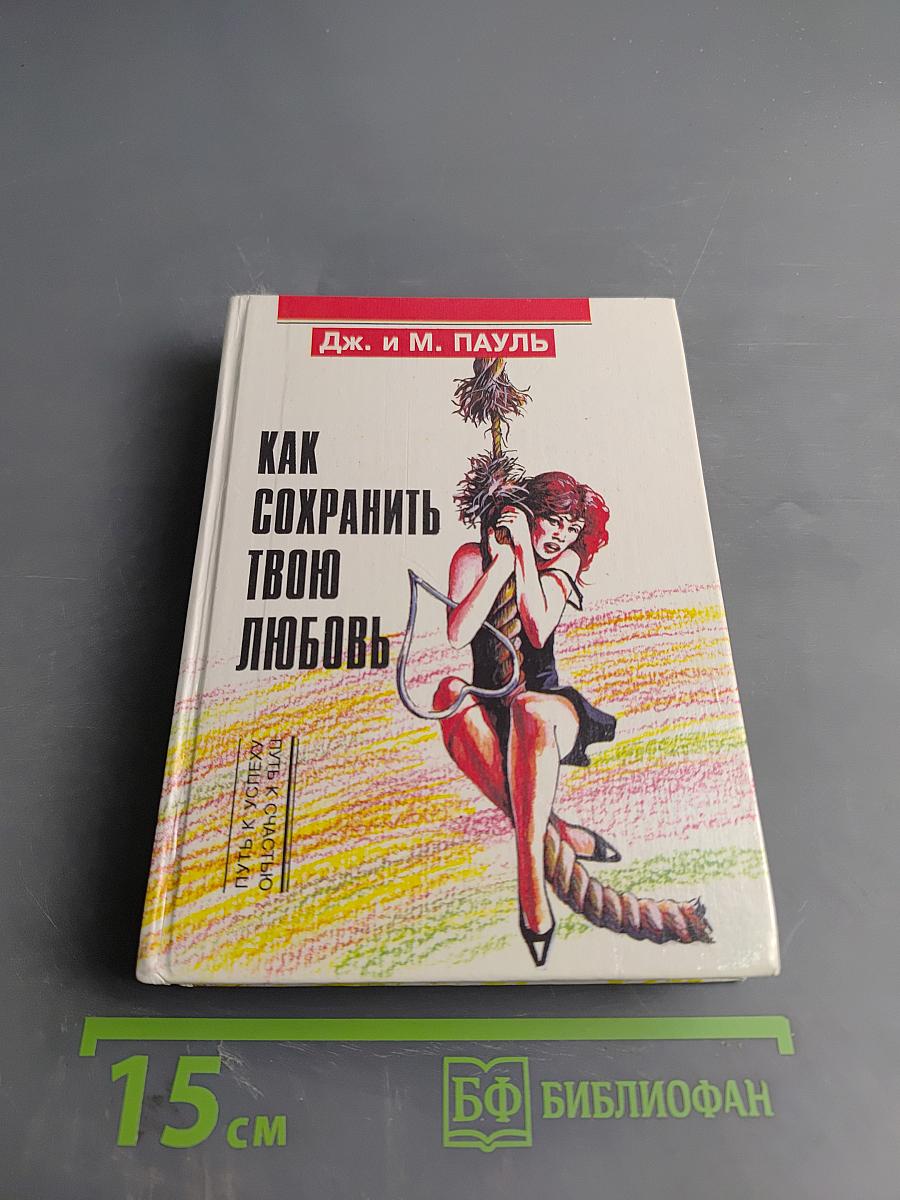 Дж. и М. ПАУЛЬ
КАК
СОХРАНИТЬ
ТВОЮ
ЛЮБОВЬ
ПУТЬ К УСПЕХУ
ПУТЬ К СЧАСТЬЮ
15 см
БФ БИБЛИОФАН